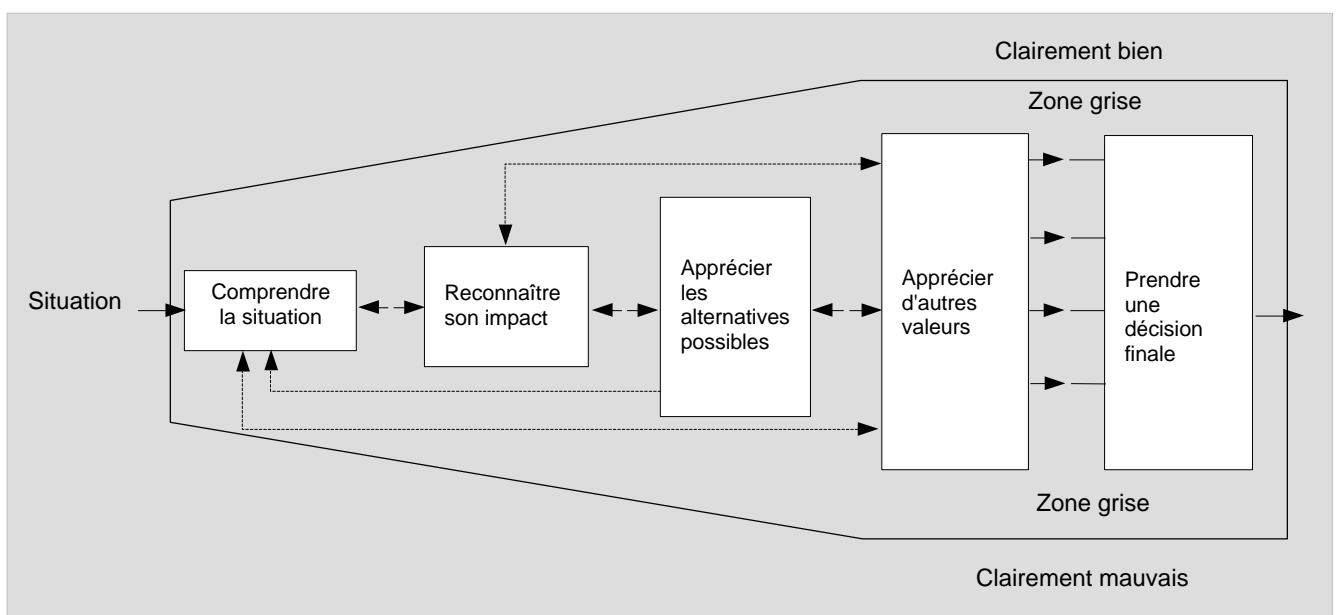 Clairement bien
Zone grise
Situation
Comprendre
la situation
Reconnaître
son impact
Apprécier
les
alternatives
possibles
Apprécier
d'autres
valeurs
Prendre
une
décision
finale
Zone grise
Clairement mauvais